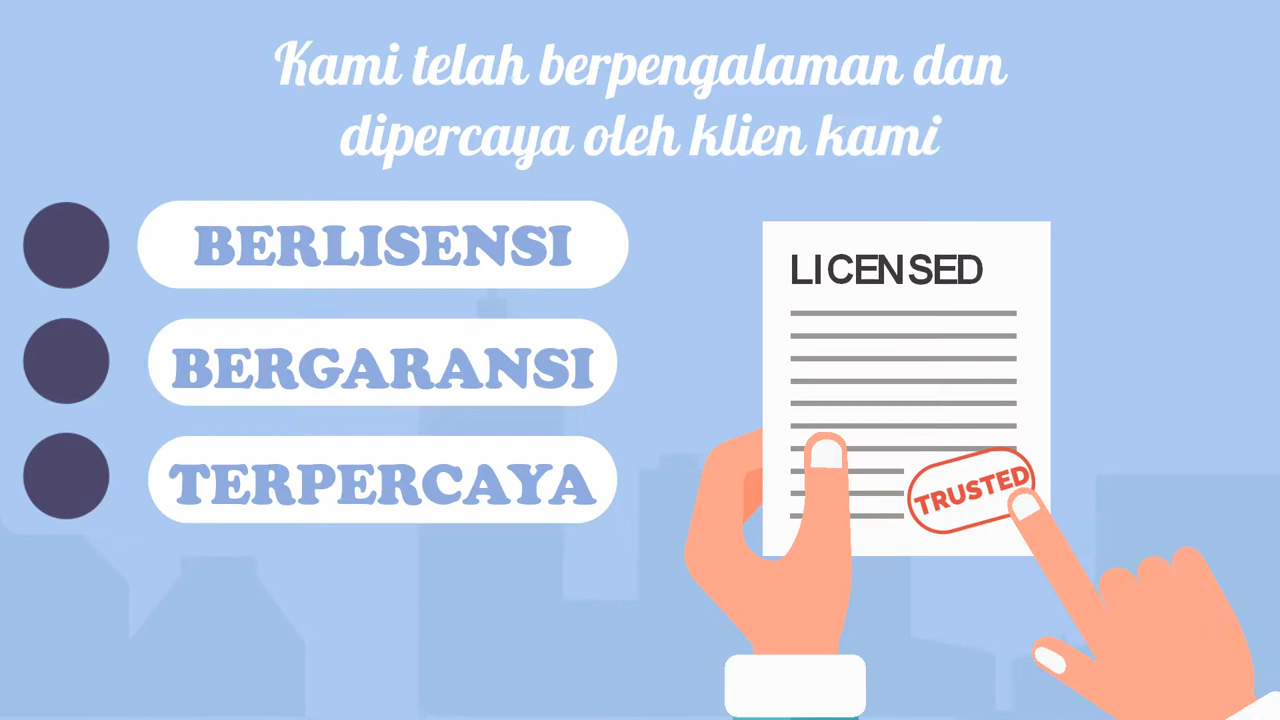 Kami telah berpengalaman dan
dipercaya oleh klien kami
BERLISENSI
BERGARANSI
TERPERCAYA
LICENSED
TRUSTED